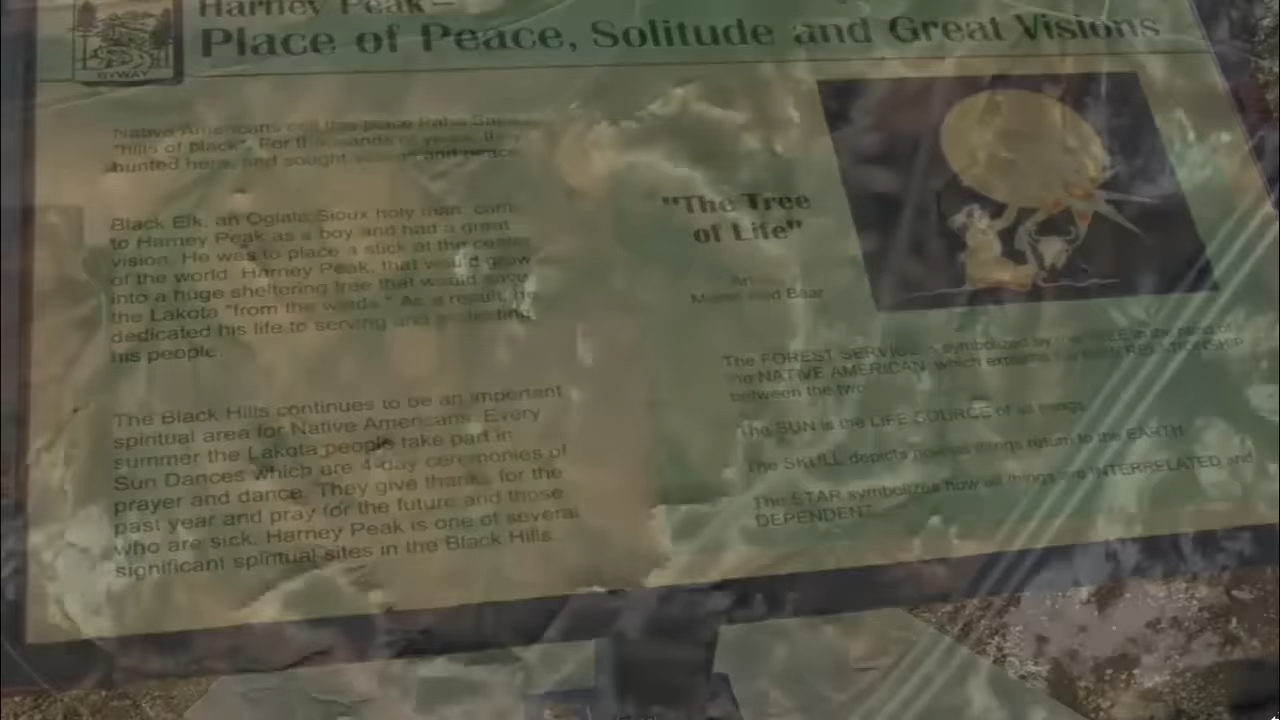 Harney Peak–
Place of Peace, Solitude and Great Visions
BYWAY
Native Americans call this place Paha Sapa
"hills of black". For thousands of years, they
hunted here, and sought visions and peace.
Black Elk, an Oglala Sioux holy man, came
to Harney Peak as a boy and had a great
vision. He was to place a stick at the center
of the world, Harney Peak, that would grow
into a huge sheltering tree that would save
the Lakota "from the winds." As a result, he
dedicated his life to serving and protecting
his people.
The Black Hills continues to be an important
spiritual area for Native Americans. Every
summer the Lakota people take part in
Sun Dances which are 4-day ceremonies of
prayer and dance. They give thanks for the
past year and pray for the future and those
who are sick. Harney Peak is one of several
significant spiritual sites in the Black Hills.
"The Tree
of Life"
Bear
The FOREST SERVICE is symbolized by the in the of
the NATIVE AMERICAN, which explains RELATIONSHIP
between the two
The SUN is the LIFE SOURCE of all things
The SKULL depicts things return to the EARTH
The STAR symbolizes how all things are INTERRELATED and
DEPENDENT